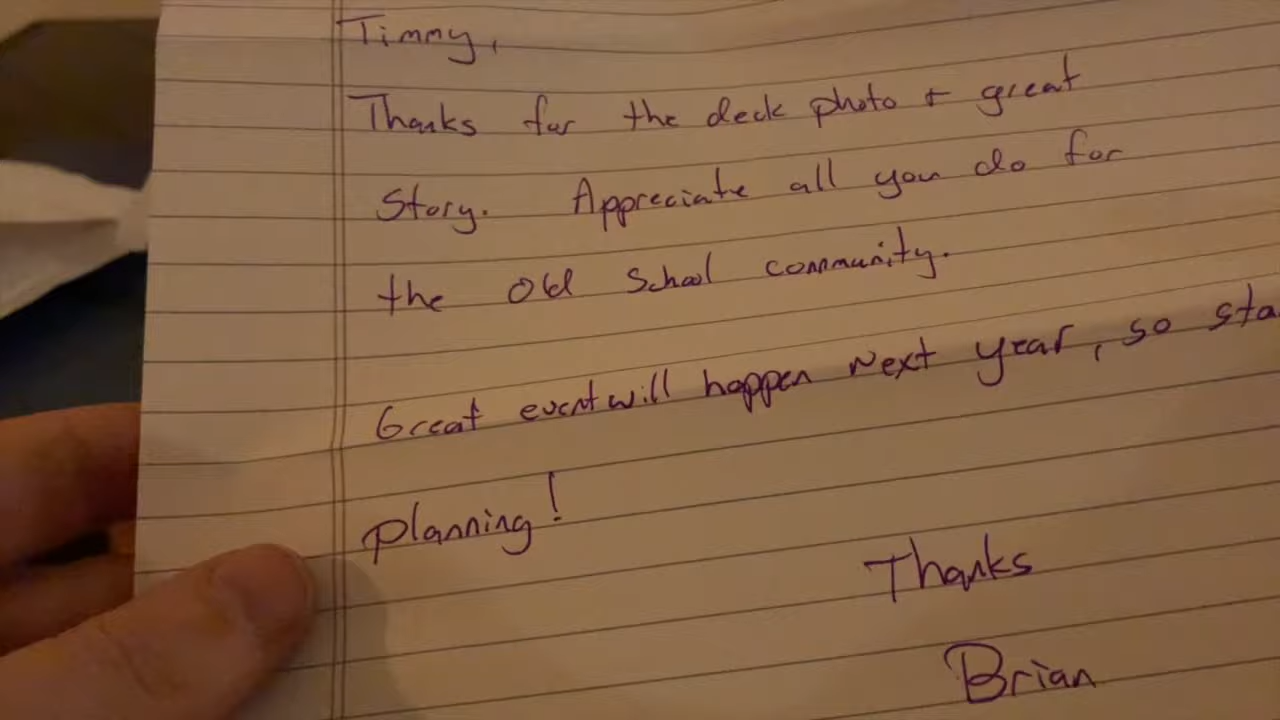 Timmy,
Thanks for the deck photo + great
Story. Appreciate all you do for
the Old School community.
Great event will happen Next year, so sta
planning!
Thanks
Brian